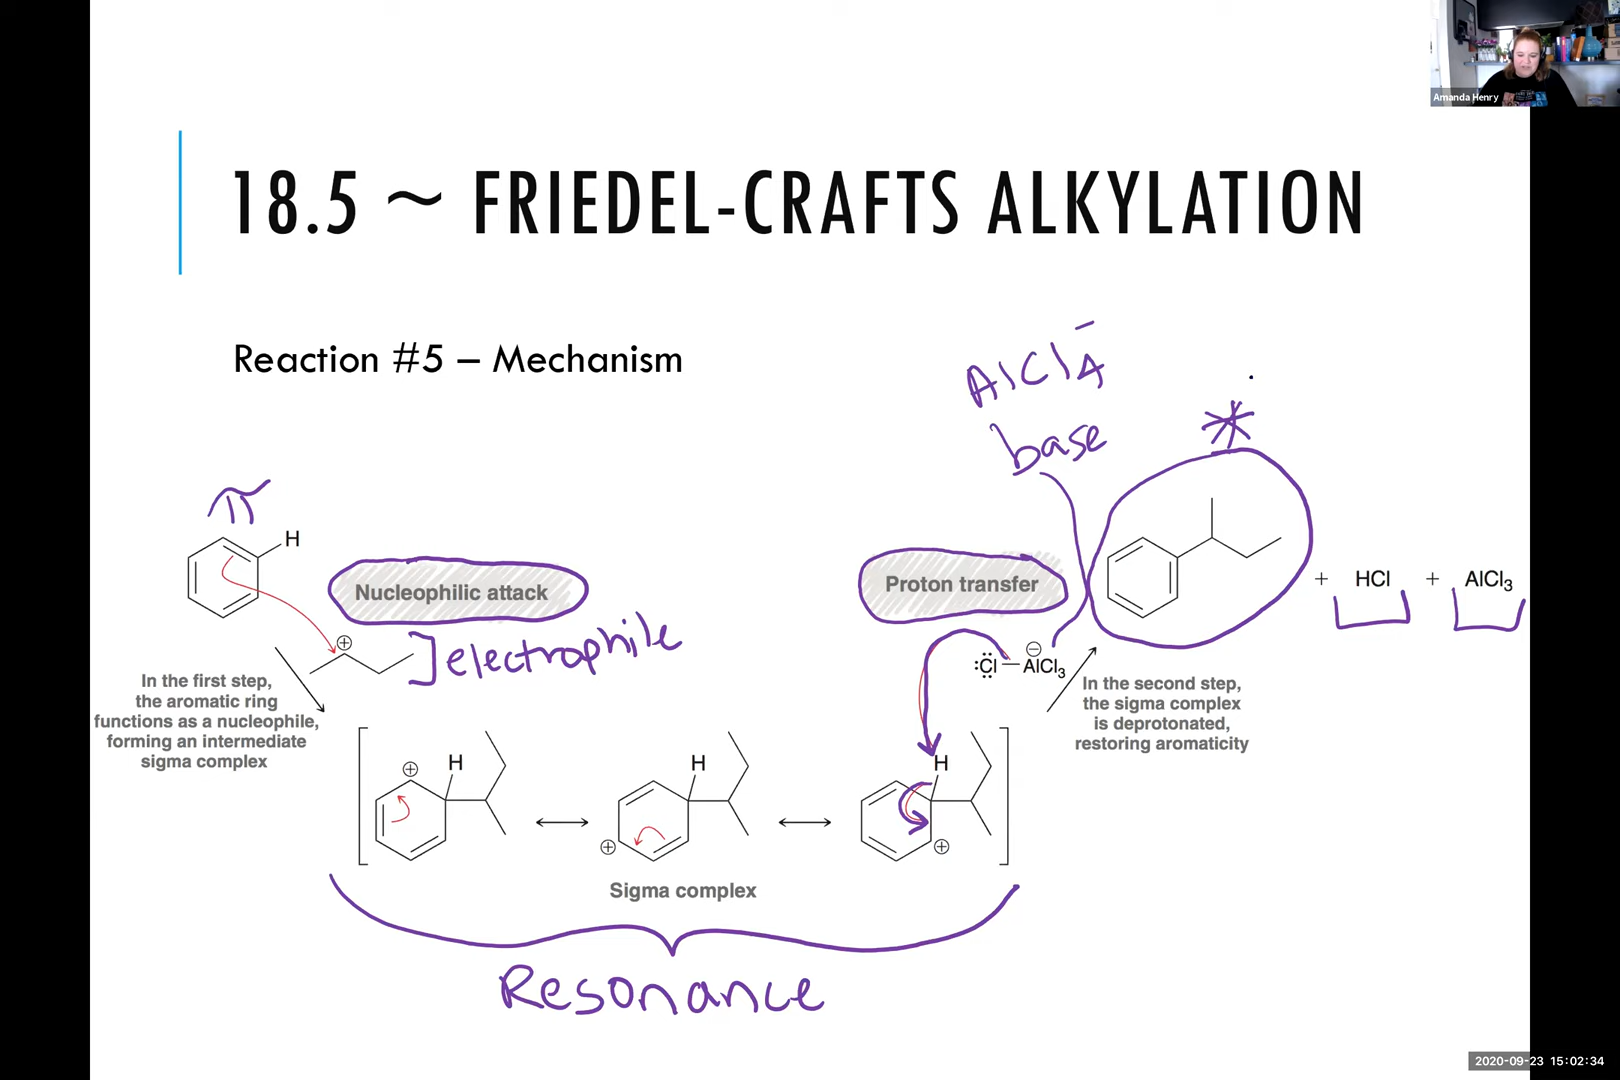 Amanda Henry
18.5 ~ FRIEDEL-CRAFTS ALKYLATION
Reaction #5 – Mechanism
AlCl4⁻
base
*
π
H
Nucleophilic attack
⊕
] electrophile
In the first step,
the aromatic ring
functions as a nucleophile,
forming an intermediate
sigma complex
Proton transfer
:Cl—AlCl₃
⊖
+ HCl + AlCl₃
In the second step,
the sigma complex
is deprotonated,
restoring aromaticity
⊕ H
H ⊕
H ⊕
Sigma complex
Resonance
2020-09-23 15:02:34